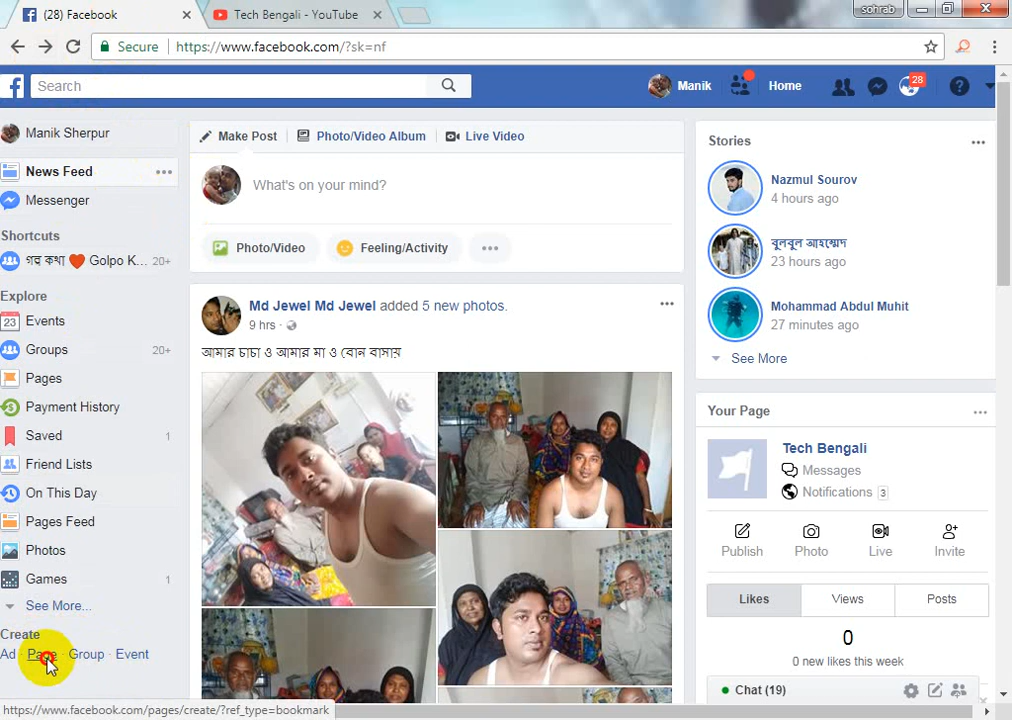 (28) Facebook
Tech Bengali - YouTube
sohrab
Secure
https://www.facebook.com/?sk=nf
Search
Manik
Home
28
Manik Sherpur
News Feed
Messenger
Shortcuts
গল্প কথা ❤ Golpo K... 20+
Explore
23 Events
Groups 20+
Pages
Payment History
Saved 1
Friend Lists
On This Day
Pages Feed
Photos
Games 1
See More...
Create
Ad · Page · Group · Event
https://www.facebook.com/pages/create/?ref_type=bookmark
Make Post
Photo/Video Album
Live Video
What's on your mind?
Photo/Video
Feeling/Activity
Md Jewel Md Jewel added 5 new photos.
9 hrs ·
আমার চাচা ও আমার মা ও বোন বাসায়
Stories
Nazmul Sourov
4 hours ago
বুলবুল আহম্মেদ
23 hours ago
Mohammad Abdul Muhit
27 minutes ago
See More
Your Page
Tech Bengali
Messages
Notifications 3
Publish Photo Live Invite
Likes Views Posts
0
0 new likes this week
Chat (19)